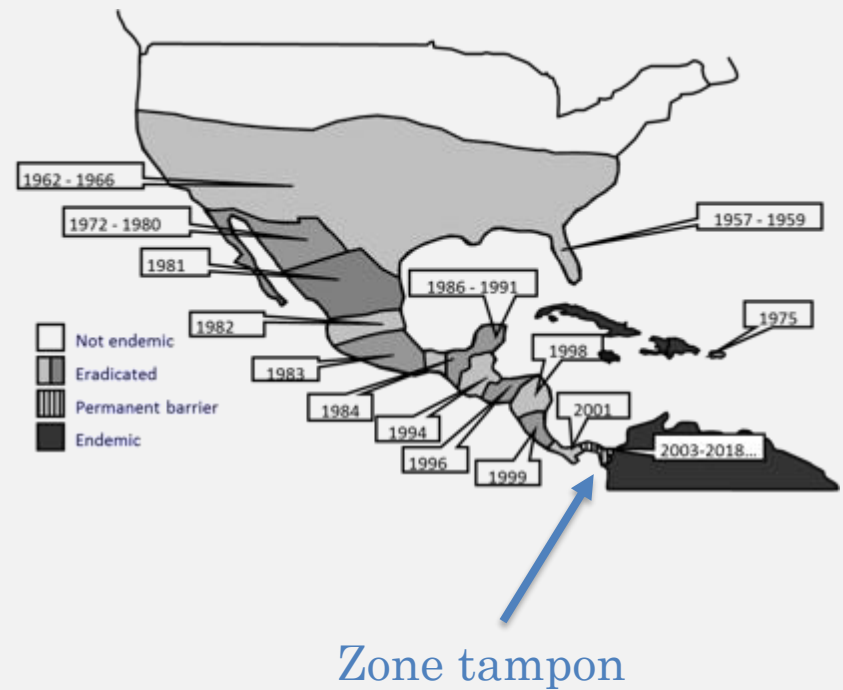 1962 - 1966
1957 - 1959
1972 - 1980
1981
1986 - 1991
1975
1982
1998
1983
1984
2001
1994
1996
2003-2018...
1999
Not endemic
Eradicated
Permanent barrier
Endemic
Zone tampon